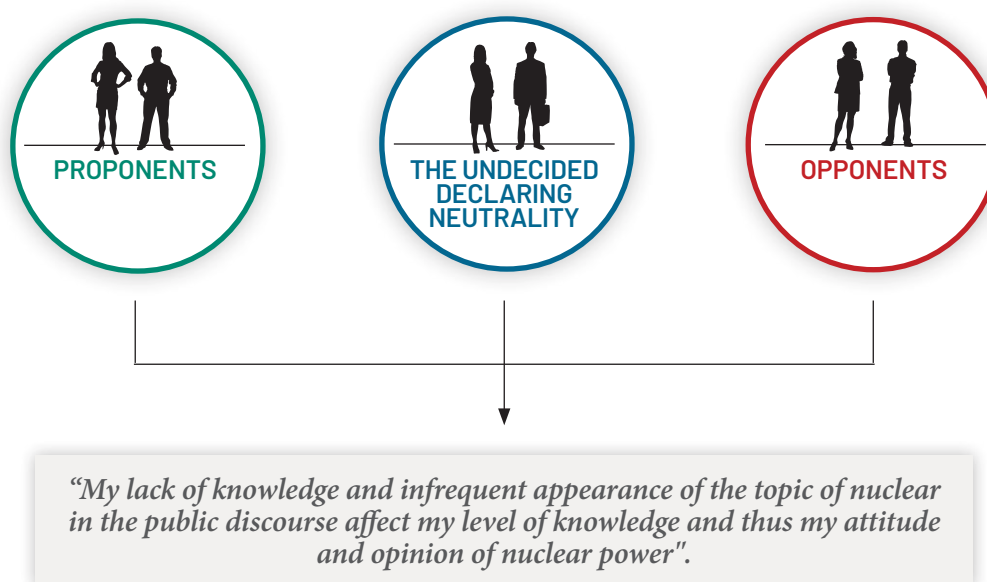 PROPONENTS
THE UNDECIDED
DECLARING
NEUTRALITY
OPPONENTS
“My lack of knowledge and infrequent appearance of the topic of nuclear
in the public discourse affect my level of knowledge and thus my attitude
and opinion of nuclear power".